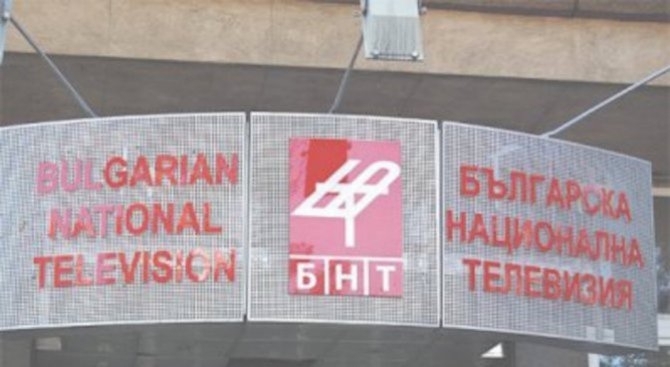 BULGARIAN
NATIONAL
TELEVISION
БНТ
БЪЛГАРСКА
НАЦИОНАЛНА
ТЕЛЕВИЗИЯ